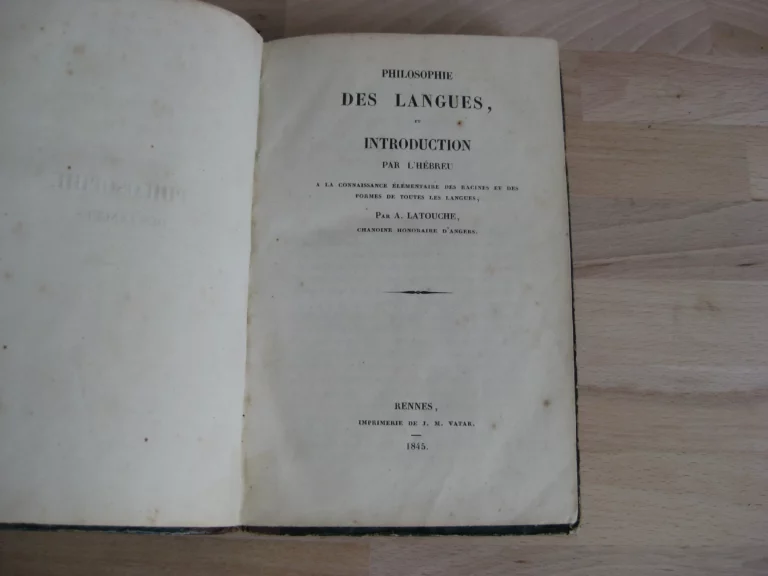 PHILOSOPHIE
DES LANGUES,
ET
INTRODUCTION
PAR L'HÉBREU
A LA CONNAISSANCE ÉLÉMENTAIRE DES RACINES ET DES
FORMES DE TOUTES LES LANGUES;
PAR A. LATOUCHE,
CHANOINE HONORAIRE D'ANGERS.
RENNES,
IMPRIMERIE DE J. M. VATAR.
1845.